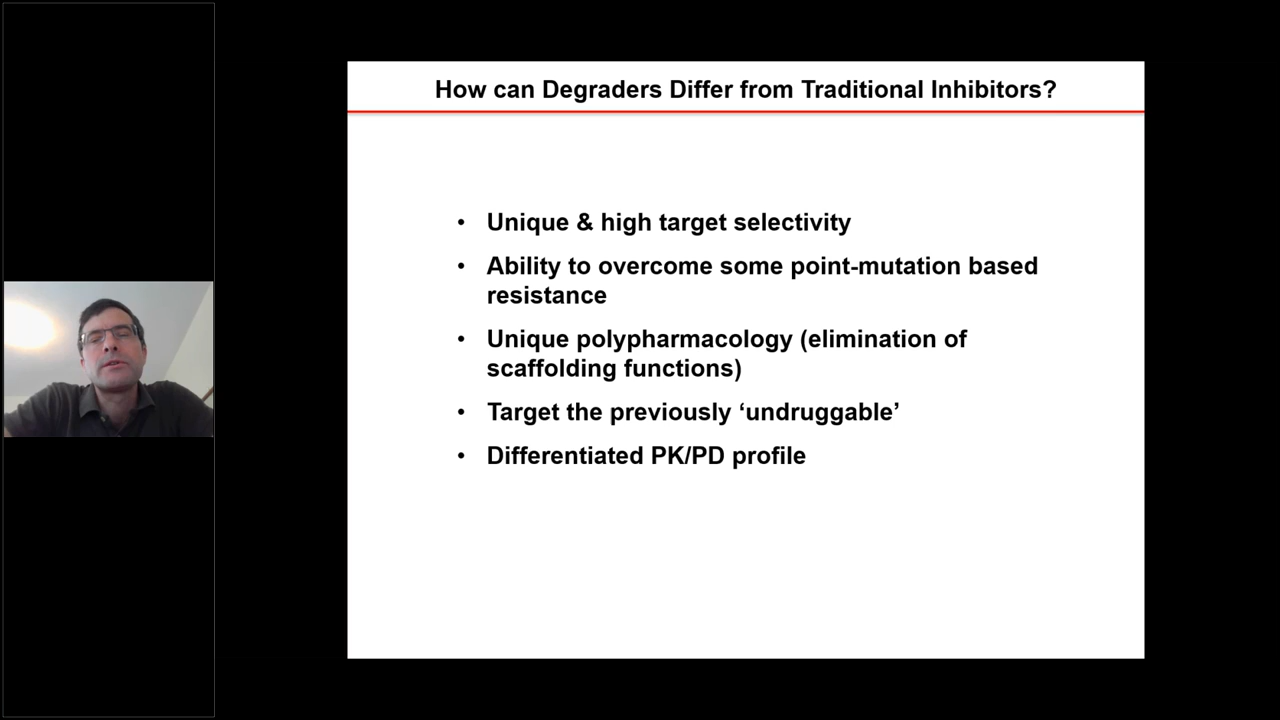 How can Degraders Differ from Traditional Inhibitors?
• Unique & high target selectivity
• Ability to overcome some point-mutation based
resistance
• Unique polypharmacology (elimination of
scaffolding functions)
• Target the previously ‘undruggable’
• Differentiated PK/PD profile